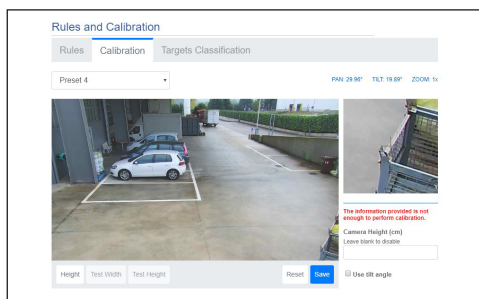 Rules and Calibration
Rules Calibration Targets Classification
Preset 4
PAN: 29.96° TILT: 19.89° ZOOM: 1x
The information provided is not
enough to perform calibration.
Camera Height (cm)
Leave blank to disable
Use tilt angle
Height Test Width Test Height Reset Save